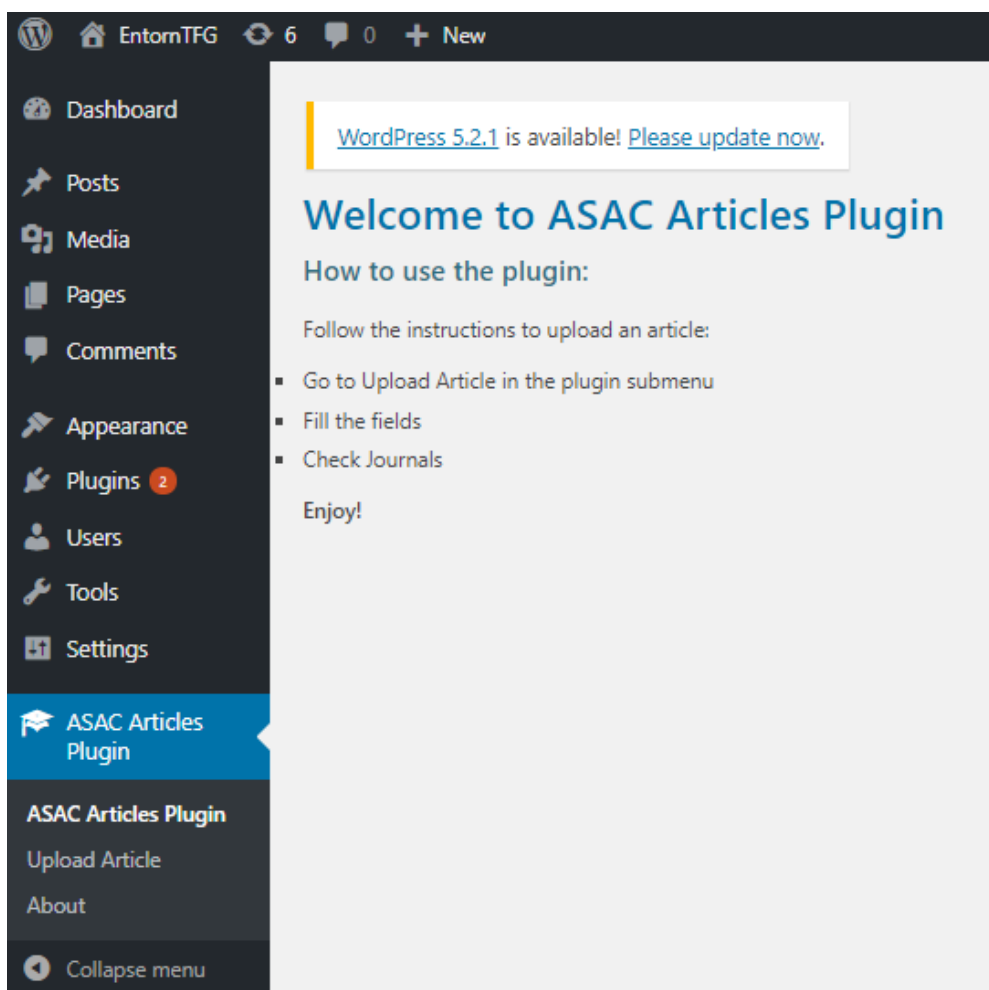 EntornTFG 6 0 + New
Dashboard
Posts
Media
Pages
Comments
Appearance
Plugins 2
Users
Tools
Settings
ASAC Articles
Plugin
ASAC Articles Plugin
Upload Article
About
Collapse menu
WordPress 5.2.1 is available! Please update now.
Welcome to ASAC Articles Plugin
How to use the plugin:
Follow the instructions to upload an article:
▪ Go to Upload Article in the plugin submenu
▪ Fill the fields
▪ Check Journals
Enjoy!